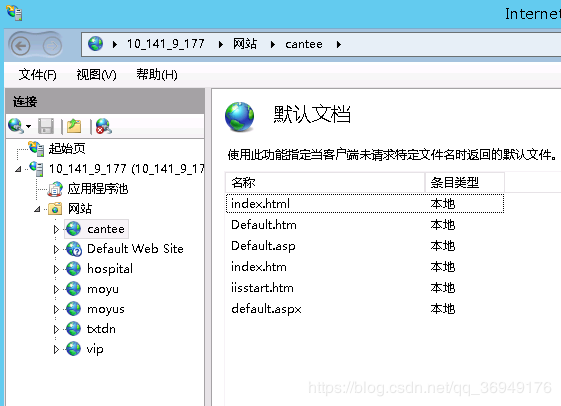 Internet
10_141_9_177 网站 cantee
文件(F) 视图(V) 帮助(H)
连接
起始页
10_141_9_177 (10_141_9_17
应用程序池
网站
cantee
Default Web Site
hospital
moyu
moyus
txtdn
vip
默认文档
使用此功能指定当客户端未请求特定文件名时返回的默认文件。
名称 条目类型
index.html 本地
Default.htm 本地
Default.asp 本地
index.htm 本地
iisstart.htm 本地
default.aspx 本地
https://blog.csdn.net/qq_36949176